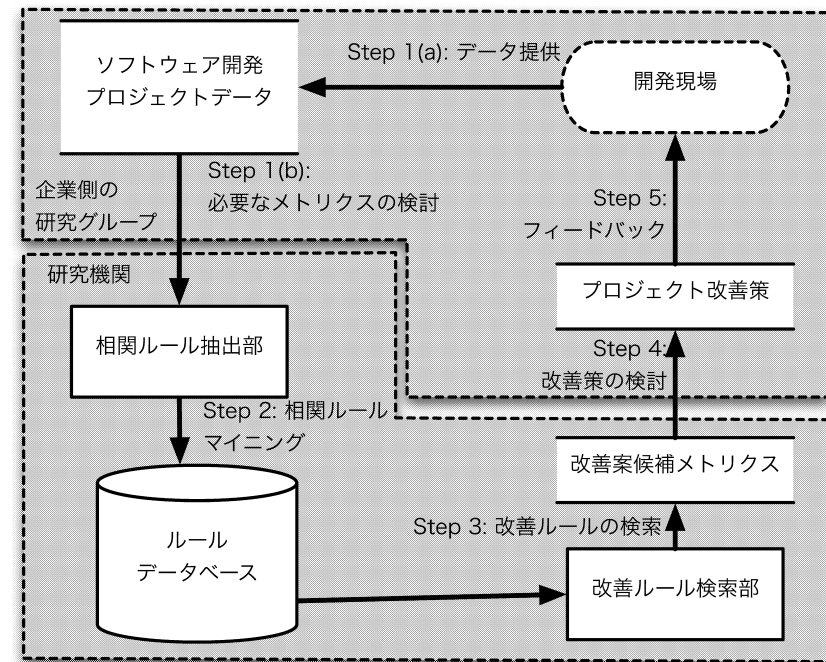 ソフトウェア開発
プロジェクトデータ
Step 1(a): データ提供
開発現場
Step 1(b):
必要なメトリクスの検討
企業側の
研究グループ
Step 5:
フィードバック
研究機関
プロジェクト改善策
相関ルール抽出部
Step 4:
改善策の検討
Step 2: 相関ルール
マイニング
改善案候補メトリクス
Step 3: 改善ルールの検索
ルール
データベース
改善ルール検索部